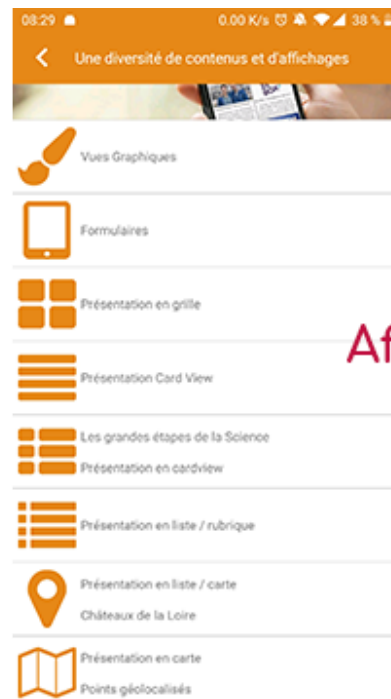 08:29 0.00 K/s 38 %
Une diversité de contenus et d'affichages
Vues Graphiques
Formulaires
Présentation en grille
Af
Présentation Card View
Les grandes étapes de la Science
Présentation en cardview
Présentation en liste / rubrique
Présentation en liste / carte
Châteaux de la Loire
Présentation en carte
Points géolocalisés